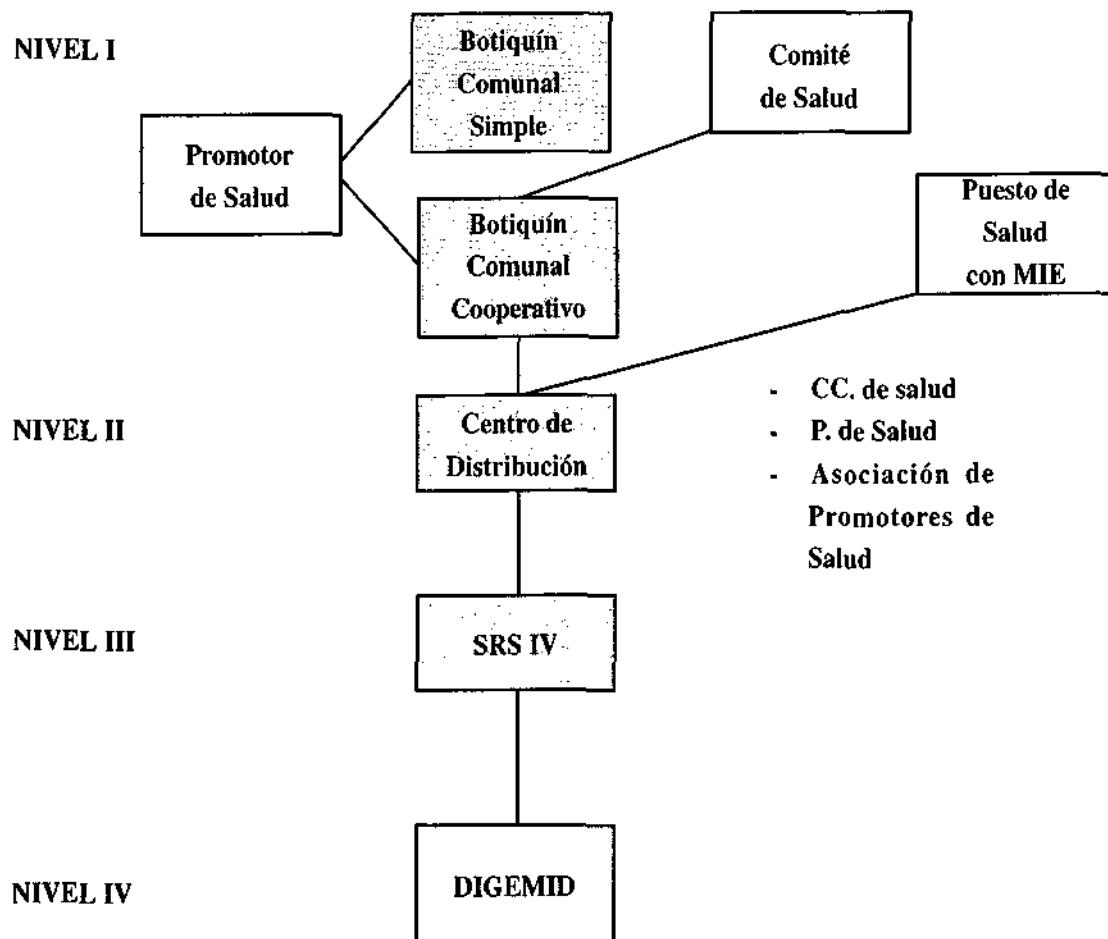 NIVEL I
Botiquín
Comunal
Simple
Comité
de Salud
Promotor
de Salud
Puesto de
Salud
con MIE
Botiquín
Comunal
Cooperativo
- CC. de salud
- P. de Salud
- Asociación de
Promotores de
Salud
NIVEL II
Centro de
Distribución
NIVEL III
SRS IV
NIVEL IV
DIGEMID